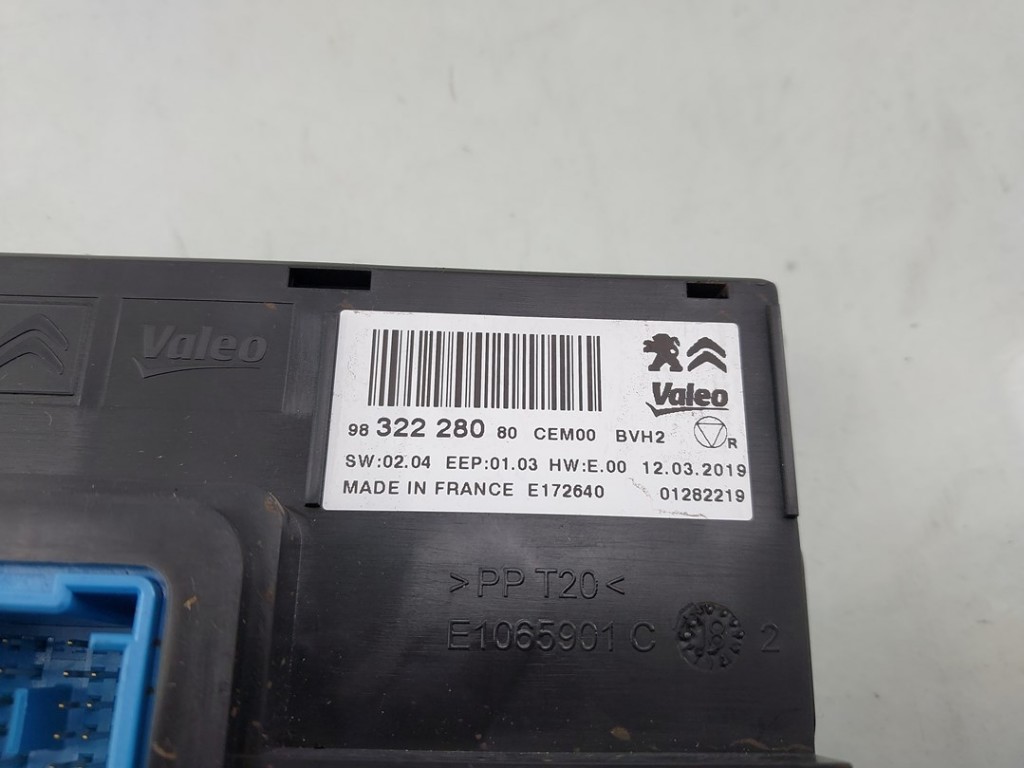 Valeo
Valeo
98 322 280 80 CEM00 BVH2 R
SW:02.04 EEP:01.03 HW:E.00 12.03.2019
MADE IN FRANCE E172640 01282219
>PP T20<
E1065901 C 18 2